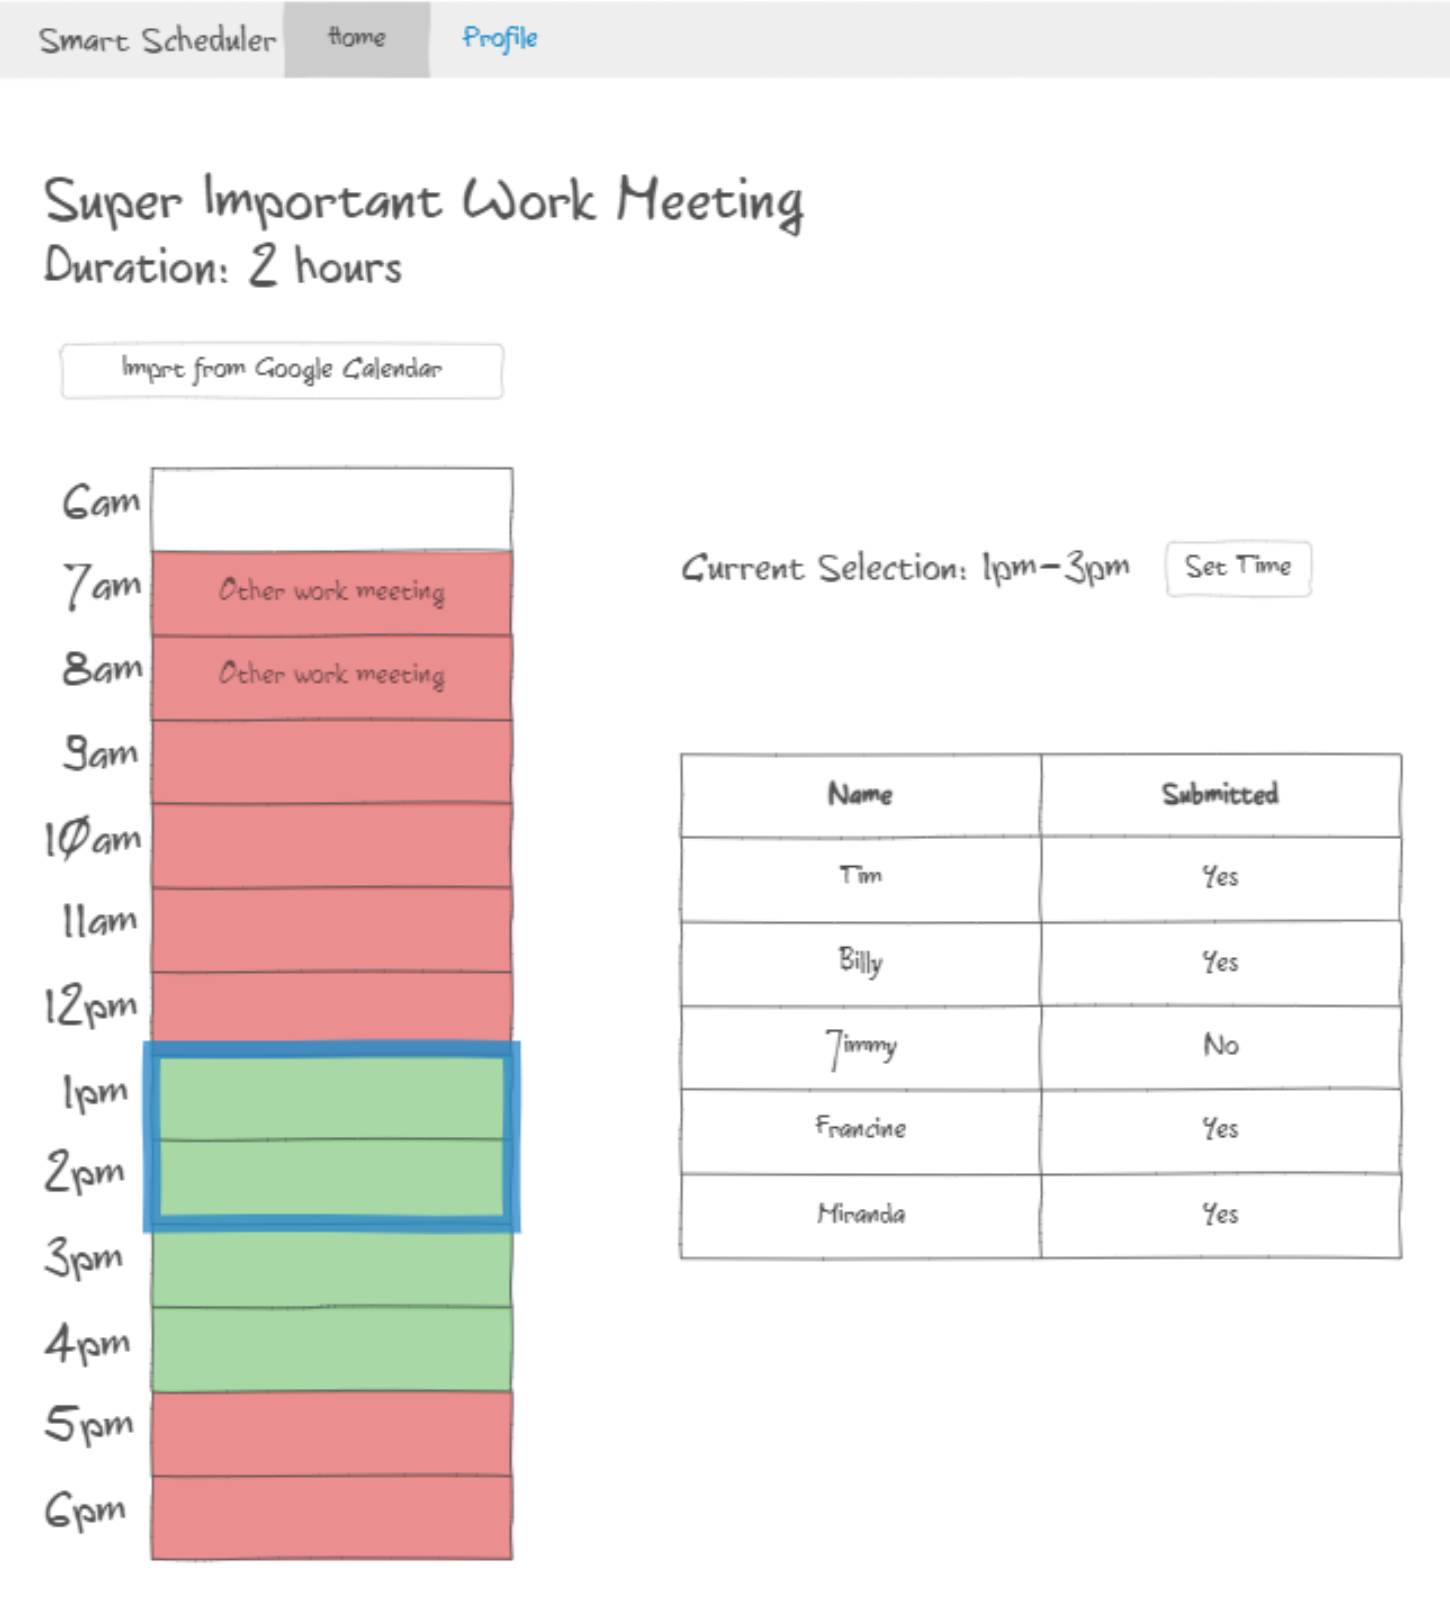 Smart Scheduler Home Profile
Super Important Work Meeting
Duration: 2 hours
Imprt from Google Calendar
6am
7am Other work meeting
8am Other work meeting
9am
10am
11am
12pm
1pm
2pm
3pm
4pm
5pm
6pm
Current Selection: 1pm-3pm Set Time
Name Submitted
Tim Yes
Billy Yes
Jimmy No
Francine Yes
Miranda Yes